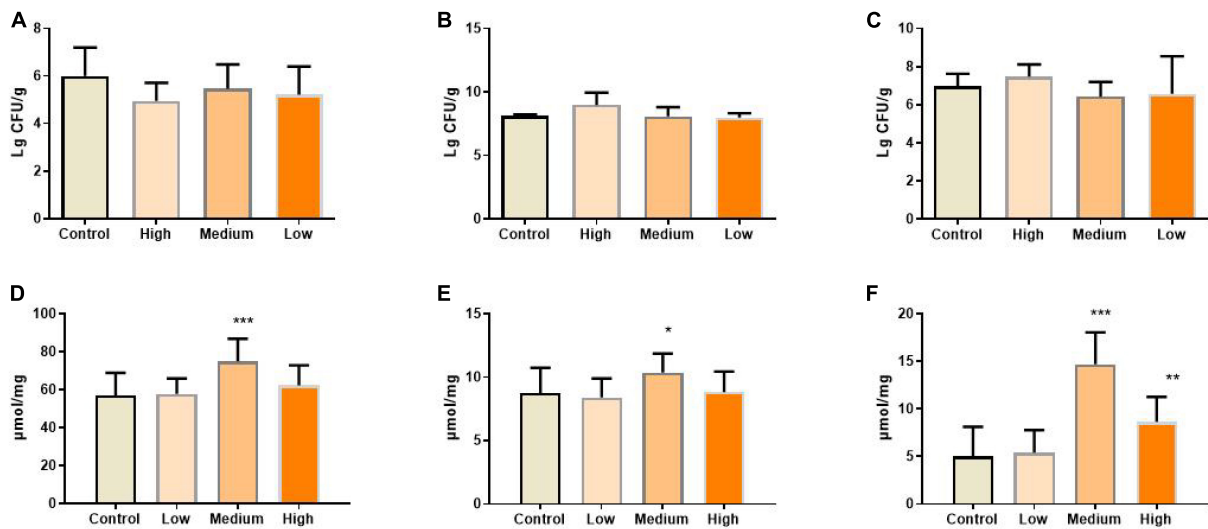 A
8
6
4
2
0
Lg CFU/g
Control High Medium Low
B
15
10
5
0
Lg CFU/g
Control High Medium Low
C
10
8
6
4
2
0
Lg CFU/g
Control High Medium Low
D
100
80
60
40
20
0
µmol/mg
***
Control Low Medium High
E
15
10
5
0
µmol/mg
*
Control Low Medium High
F
20
15
10
5
0
µmol/mg
***
**
Control Low Medium High